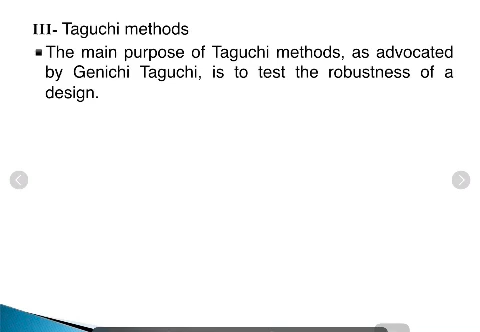 III- Taguchi methods
The main purpose of Taguchi methods, as advocated
by Genichi Taguchi, is to test the robustness of a
design.